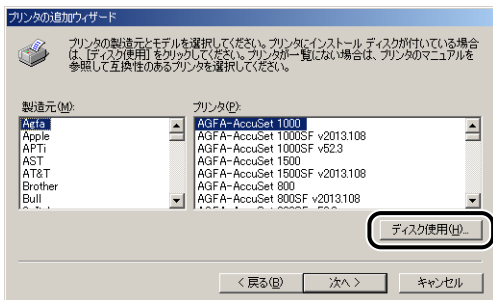 プリンタの追加ウィザード
プリンタの製造元とモデルを選択してください。プリンタにインストール ディスクが付いている場合
は、[ディスク使用] をクリックしてください。プリンタが一覧にない場合は、プリンタのマニュアルを
参照して互換性のあるプリンタを選択してください。
製造元(M):
Agfa
Apple
APTi
AST
AT&T
Brother
Bull
プリンタ(P):
AGFA-AccuSet 1000
AGFA-AccuSet 1000SF v2013.108
AGFA-AccuSet 1000SF v52.3
AGFA-AccuSet 1500
AGFA-AccuSet 1500SF v2013.108
AGFA-AccuSet 800
AGFA-AccuSet 800SF v2013.108
ディスク使用(H)...
< 戻る(B)
次へ >
キャンセル